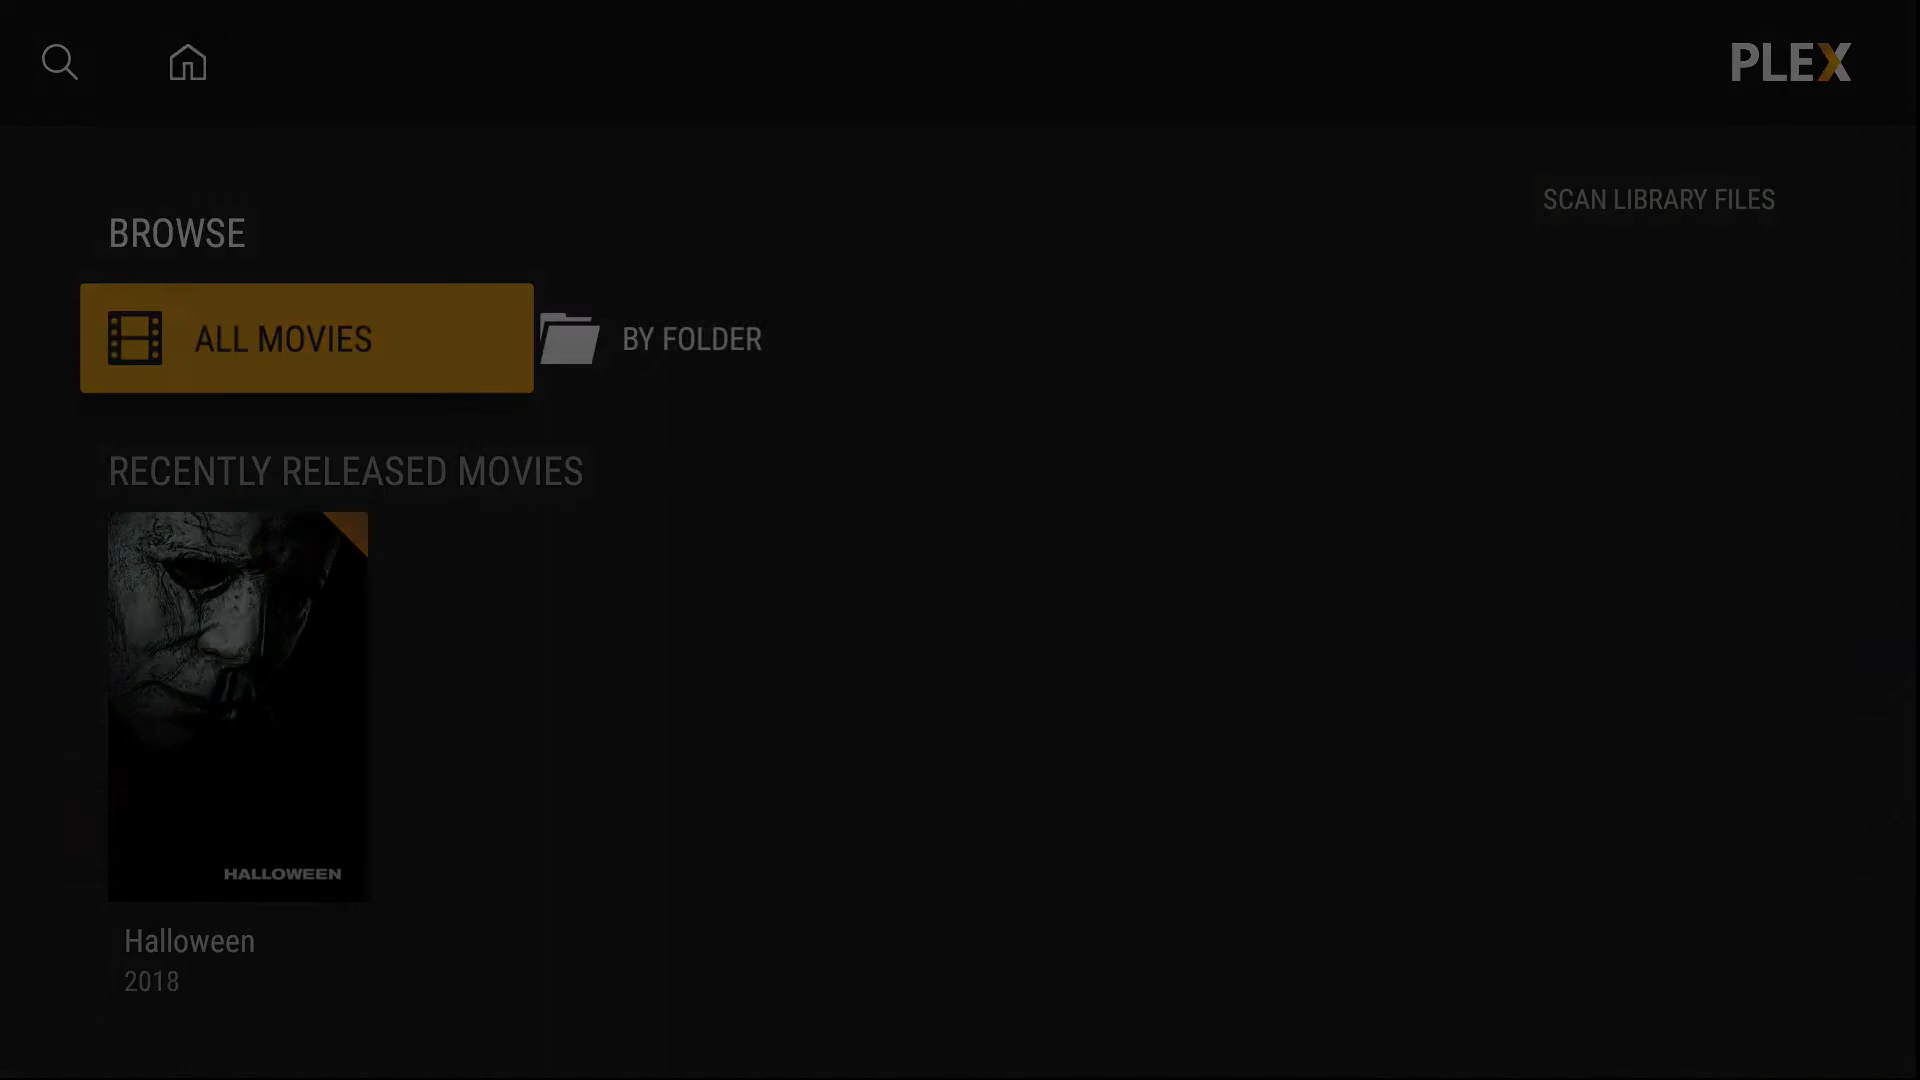 PLEX
SCAN LIBRARY FILES
BROWSE
ALL MOVIES
BY FOLDER
RECENTLY RELEASED MOVIES
HALLOWEEN
Halloween
2018